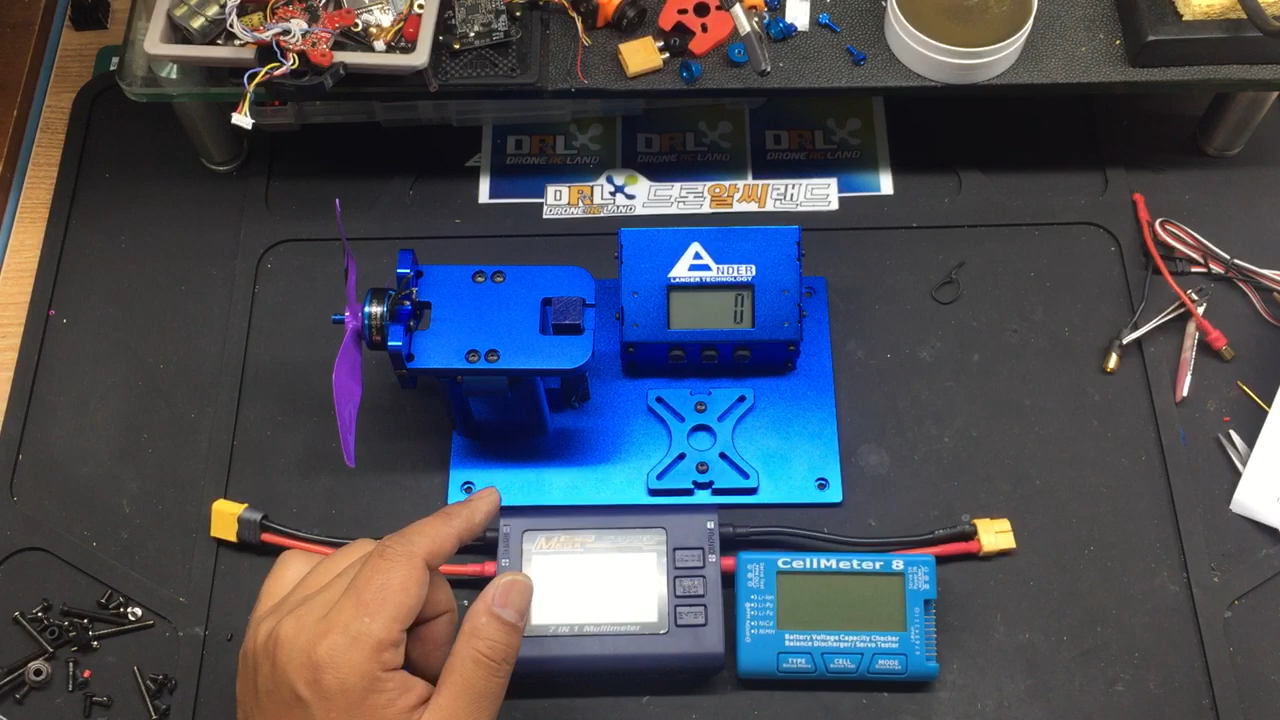 DRL
DRONE RC LAND
DRL
DRONE RC LAND
DRL
DRONE RC LAND
DRL
DRONE RC LAND
드론알씨랜드
ANDER
LANDER TECHNOLOGY
0
7 IN 1 Multimeter
ENTER
CellMeter 8
Li-Ion
Li-Po
Li-Fe
NiCd
NiMH
Battery Voltage Capacity Checker
Balance Discharger/ Servo Tester
TYPE
CELL
MODE